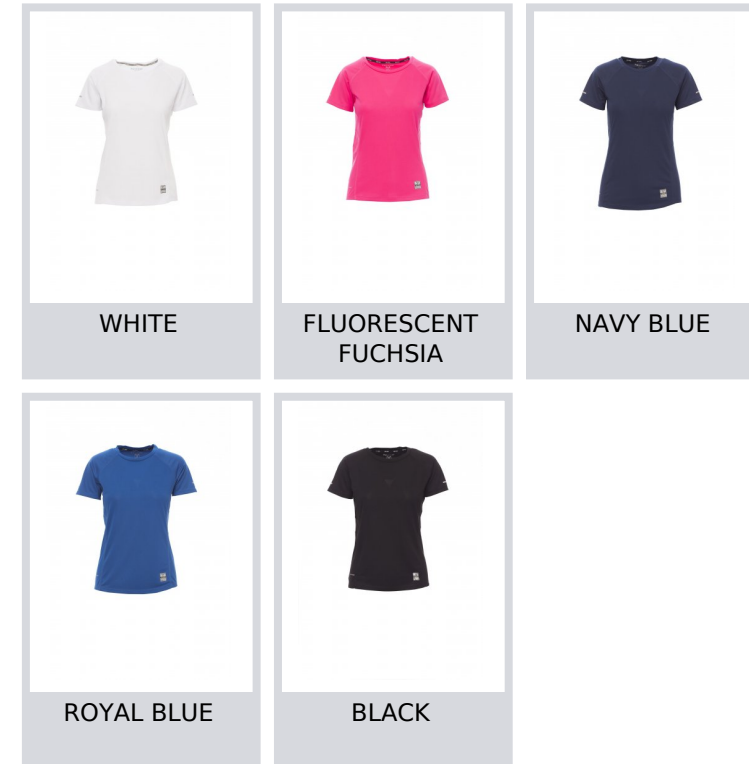 WHITE
FLUORESCENT
FUCHSIA
NAVY BLUE
ROYAL BLUE
BLACK